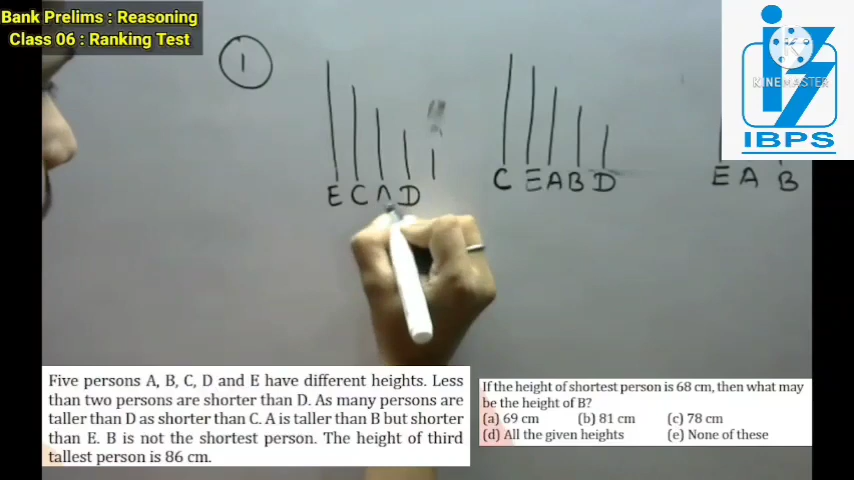 Bank Prelims : Reasoning
Class 06 : Ranking Test
1
KINEMASTER
IBPS
E C A D
C E A B D
E A B
Five persons A, B, C, D and E have different heights. Less
than two persons are shorter than D. As many persons are
taller than D as shorter than C. A is taller than B but shorter
than E. B is not the shortest person. The height of third
tallest person is 86 cm.
If the height of shortest person is 68 cm, then what may
be the height of B?
(a) 69 cm (b) 81 cm (c) 78 cm
(d) All the given heights (e) None of these